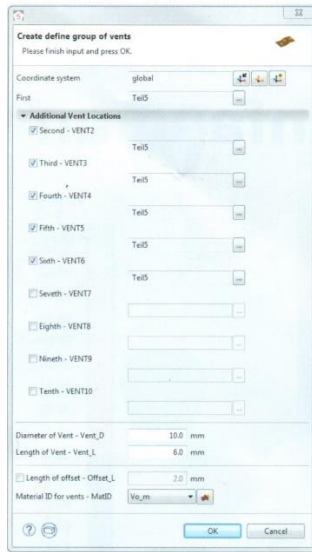 Create define group of vents
Please finish input and press OK.
Coordinate system global
First Teil5 ...
Additional Vent Locations
Second - VENT2
Teil5 ...
Third - VENT3
Teil5 ...
Fourth - VENT4
Teil5 ...
Fifth - VENT5
Teil5 ...
Sixth - VENT6
Teil5 ...
Seveth - VENT7
...
Eighth - VENT8
...
Nineth - VENT9
...
Tenth - VENT10
...
Diameter of Vent - Vent_D 10.0 mm
Length of Vent - Vent_L 6.0 mm
Length of offset - Offset_L 2.0 mm
Material ID for vents - MatID Vo_m
? OK Cancel